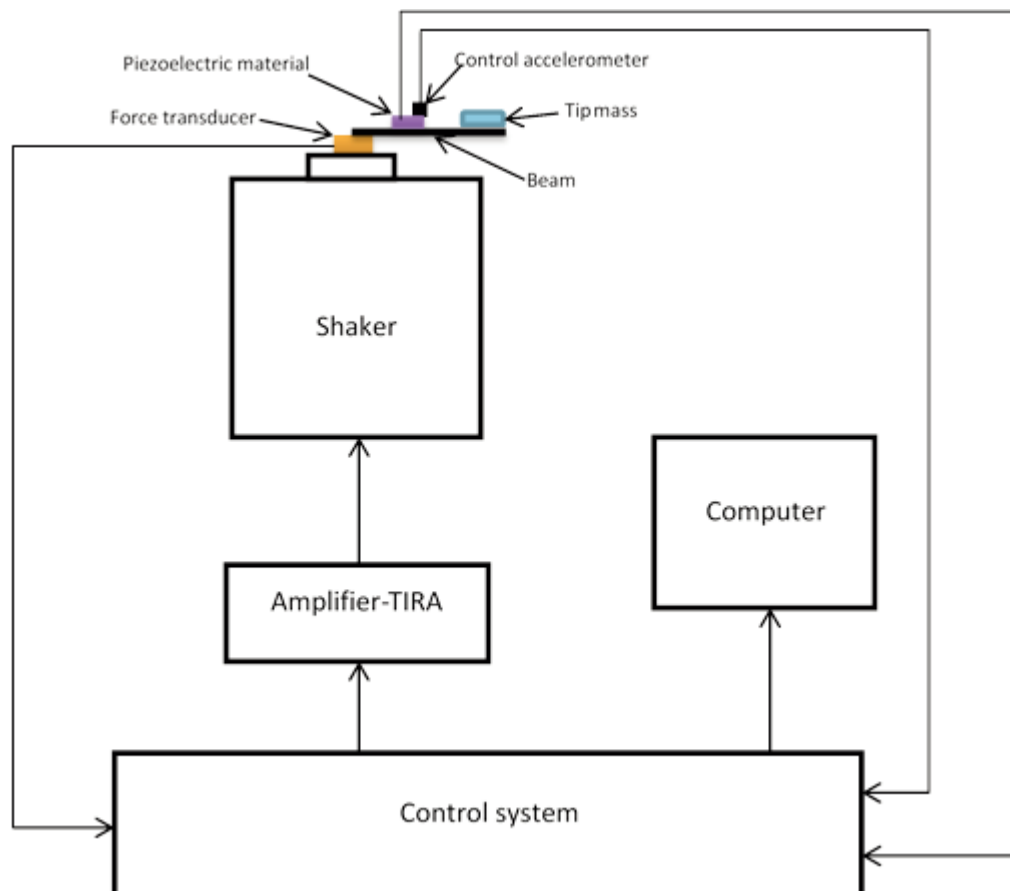 Piezoelectric material
Control accelerometer
Force transducer
Tip mass
Beam
Shaker
Computer
Amplifier-TIRA
Control system